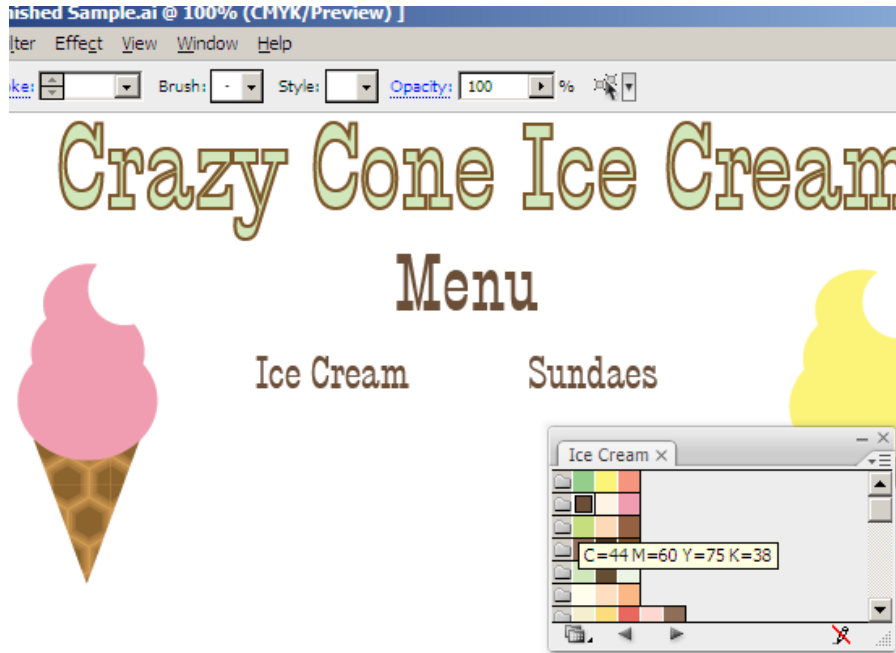 nished Sample.ai @ 100% (CMYK/Preview) ]
lter Effect View Window Help
ke: Brush: - Style: Opacity: 100 %
Crazy Cone Ice Cream
Menu
Ice Cream Sundaes
Ice Cream
C=44 M=60 Y=75 K=38